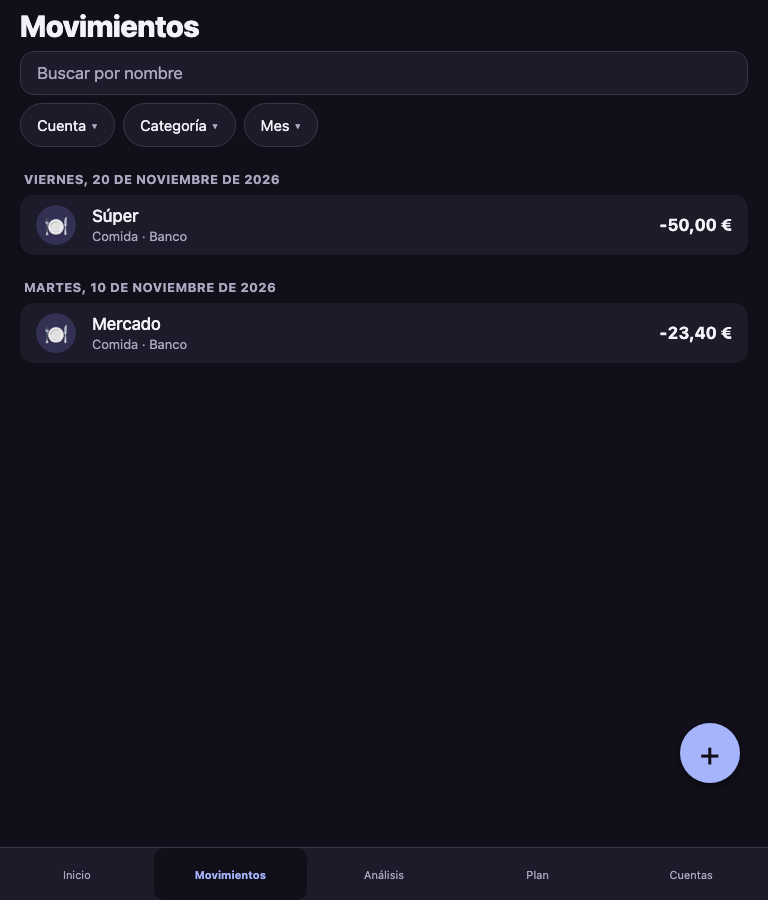 Movimientos
Buscar por nombre
Cuenta ▾ Categoría ▾ Mes ▾
VIERNES, 20 DE NOVIEMBRE DE 2026
Súper
Comida · Banco
-50,00 €
MARTES, 10 DE NOVIEMBRE DE 2026
Mercado
Comida · Banco
-23,40 €
+
Inicio Movimientos Análisis Plan Cuentas